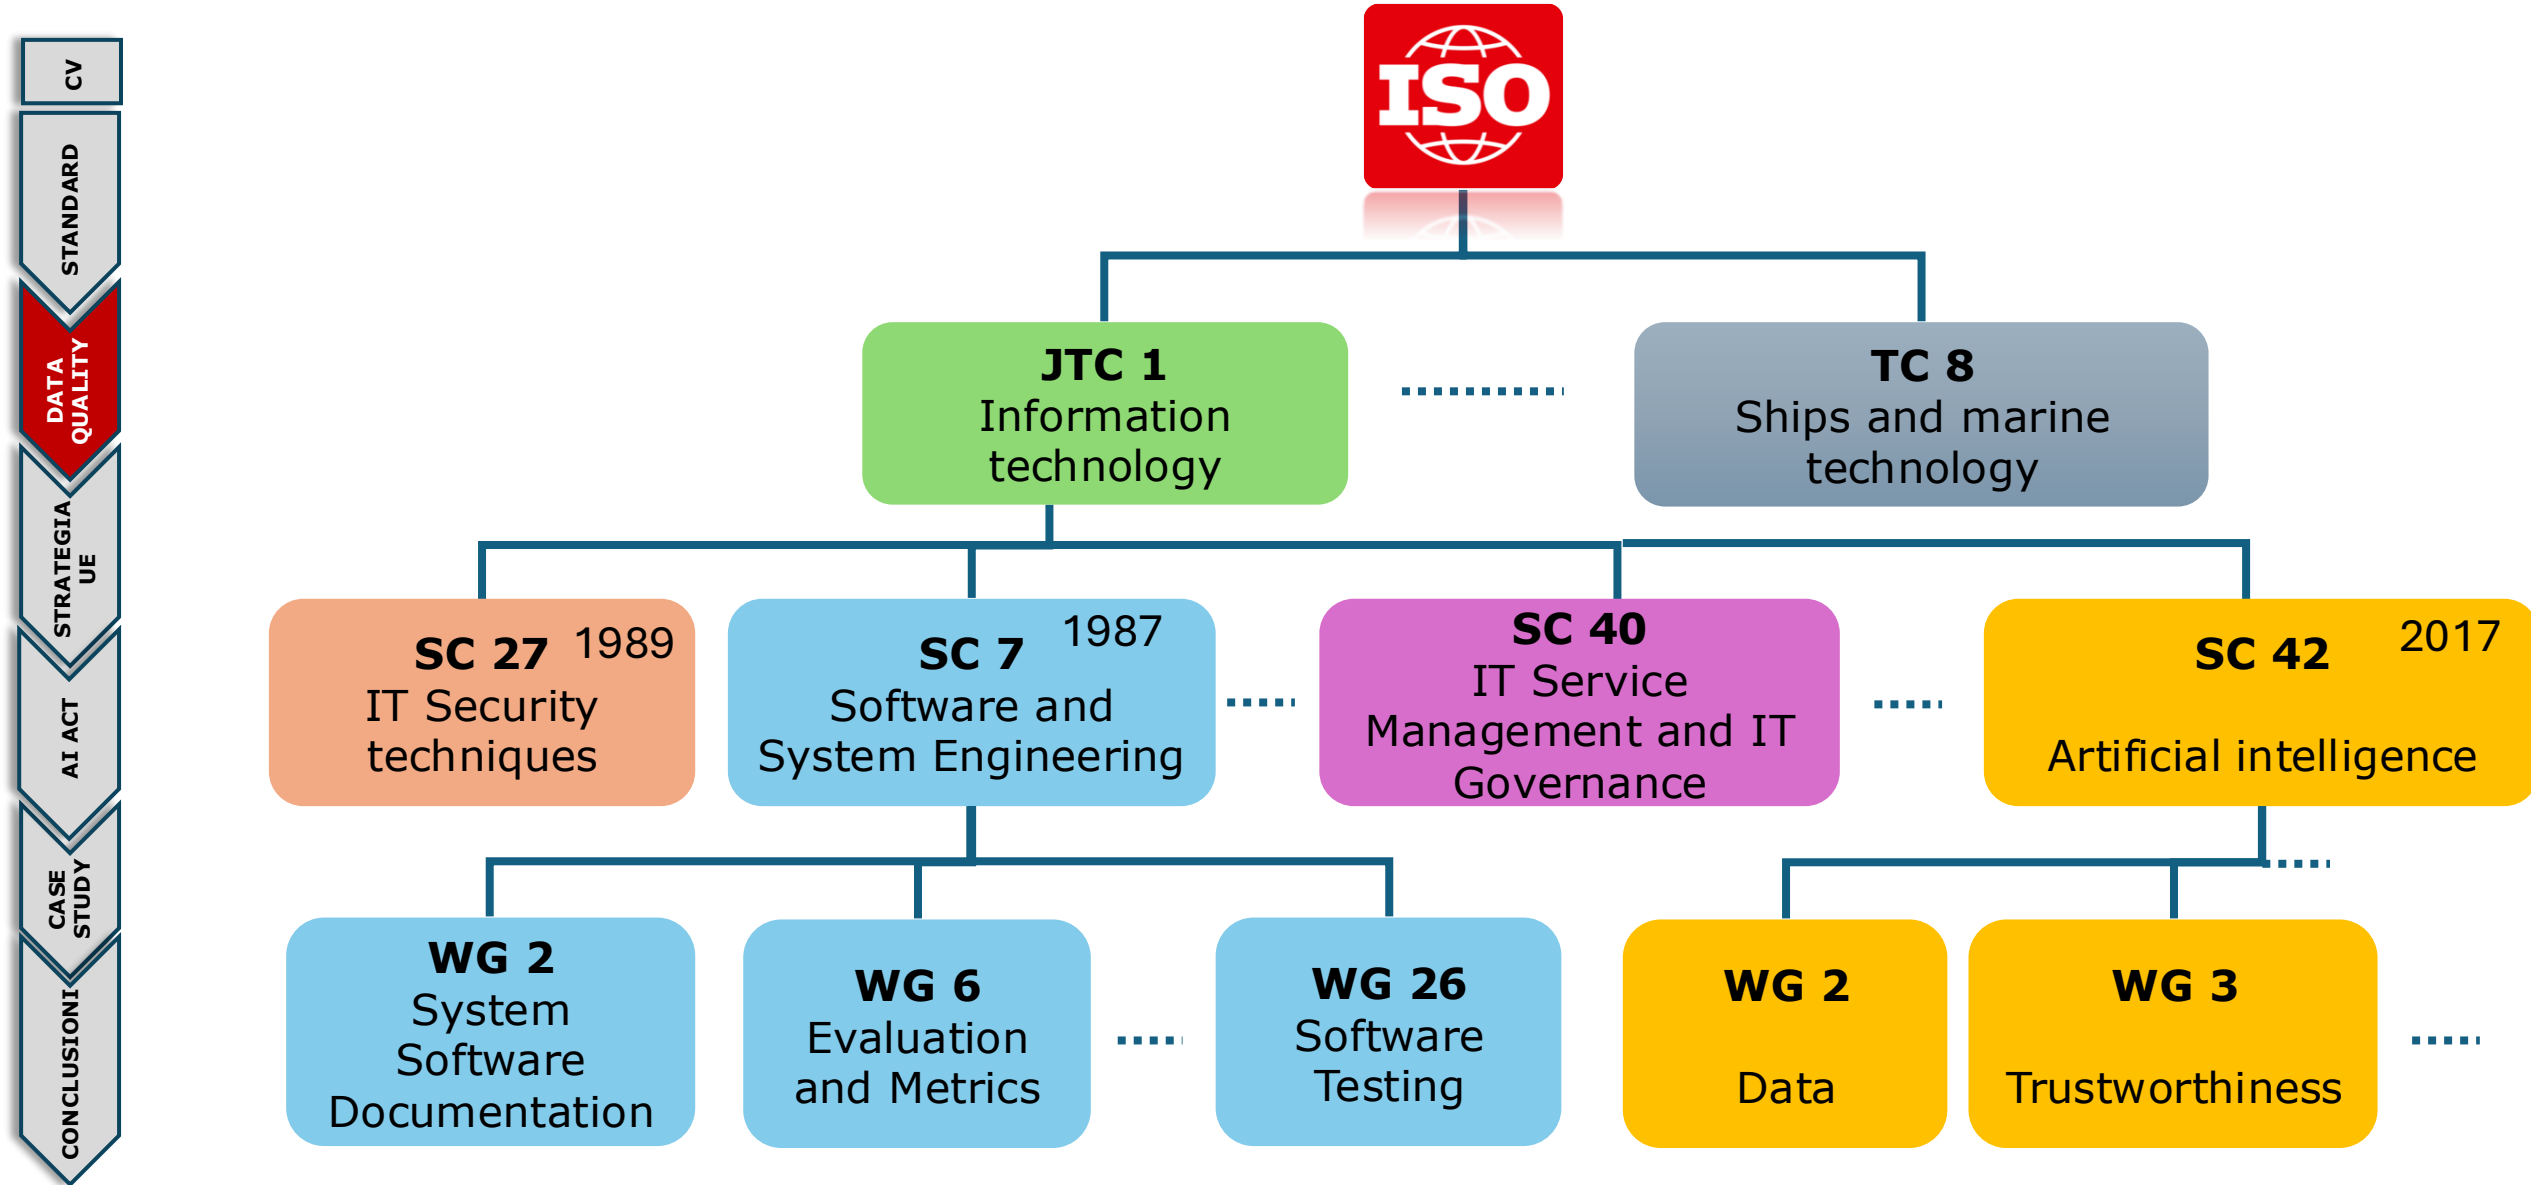 CV
STANDARD
DATA
QUALITY
STRATEGIA
UE
AI ACT
CASE
STUDY
CONCLUSIONI
ISO
JTC 1
Information
technology
TC 8
Ships and marine
technology
SC 27 1989
IT Security
techniques
SC 7 1987
Software and
System Engineering
SC 40
IT Service
Management and IT
Governance
SC 42 2017
Artificial intelligence
WG 2
System
Software
Documentation
WG 6
Evaluation
and Metrics
WG 26
Software
Testing
WG 2
Data
WG 3
Trustworthiness